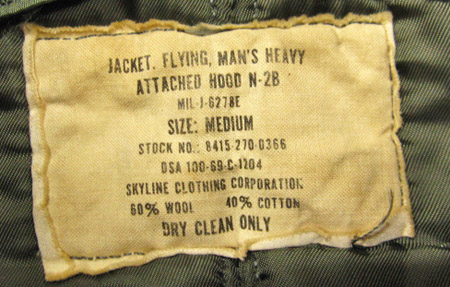 JACKET, FLYING, MAN'S HEAVY
ATTACHED HOOD N-2B
MIL-J-6278E
SIZE: MEDIUM
STOCK NO.: 8415-270-0366
DSA 100-69-C-1204
SKYLINE CLOTHING CORPORATION
60% WOOL 40% COTTON
DRY CLEAN ONLY